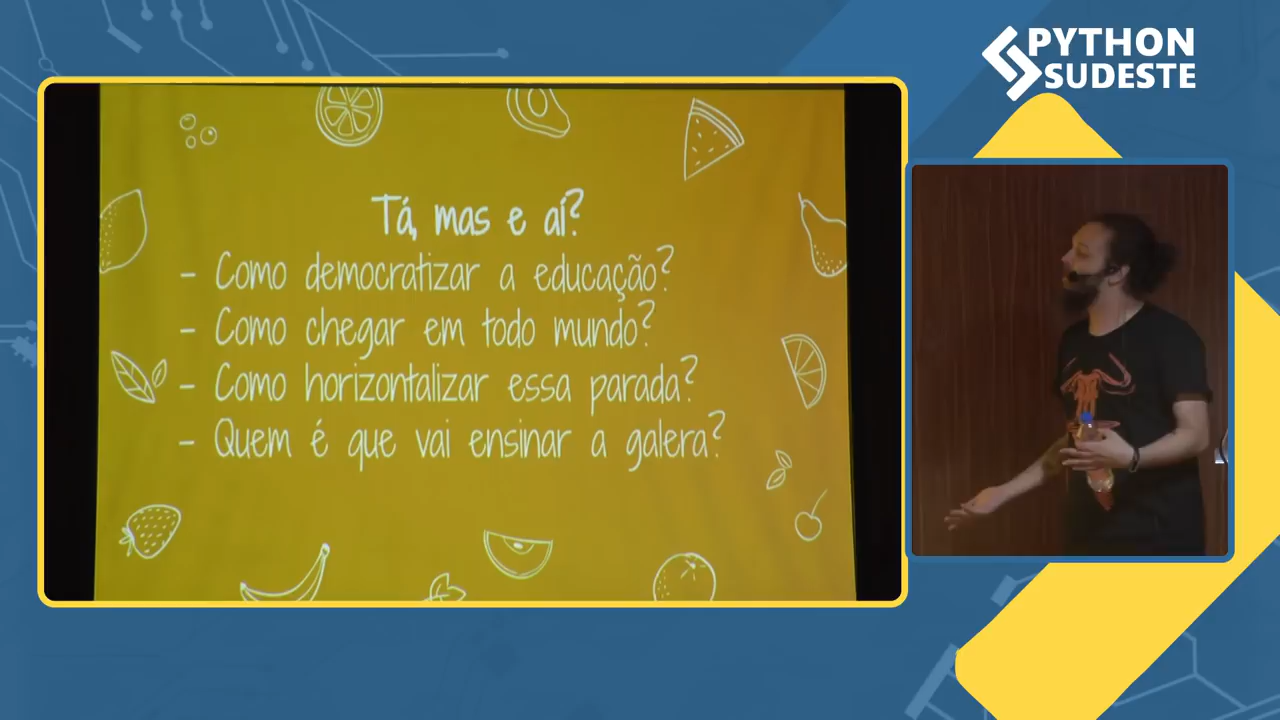 PYTHON
SUDESTE
Tá, mas e aí?
- Como democratizar a educação?
- Como chegar em todo mundo?
- Como horizontalizar essa parada?
- Quem é que vai ensinar a galera?